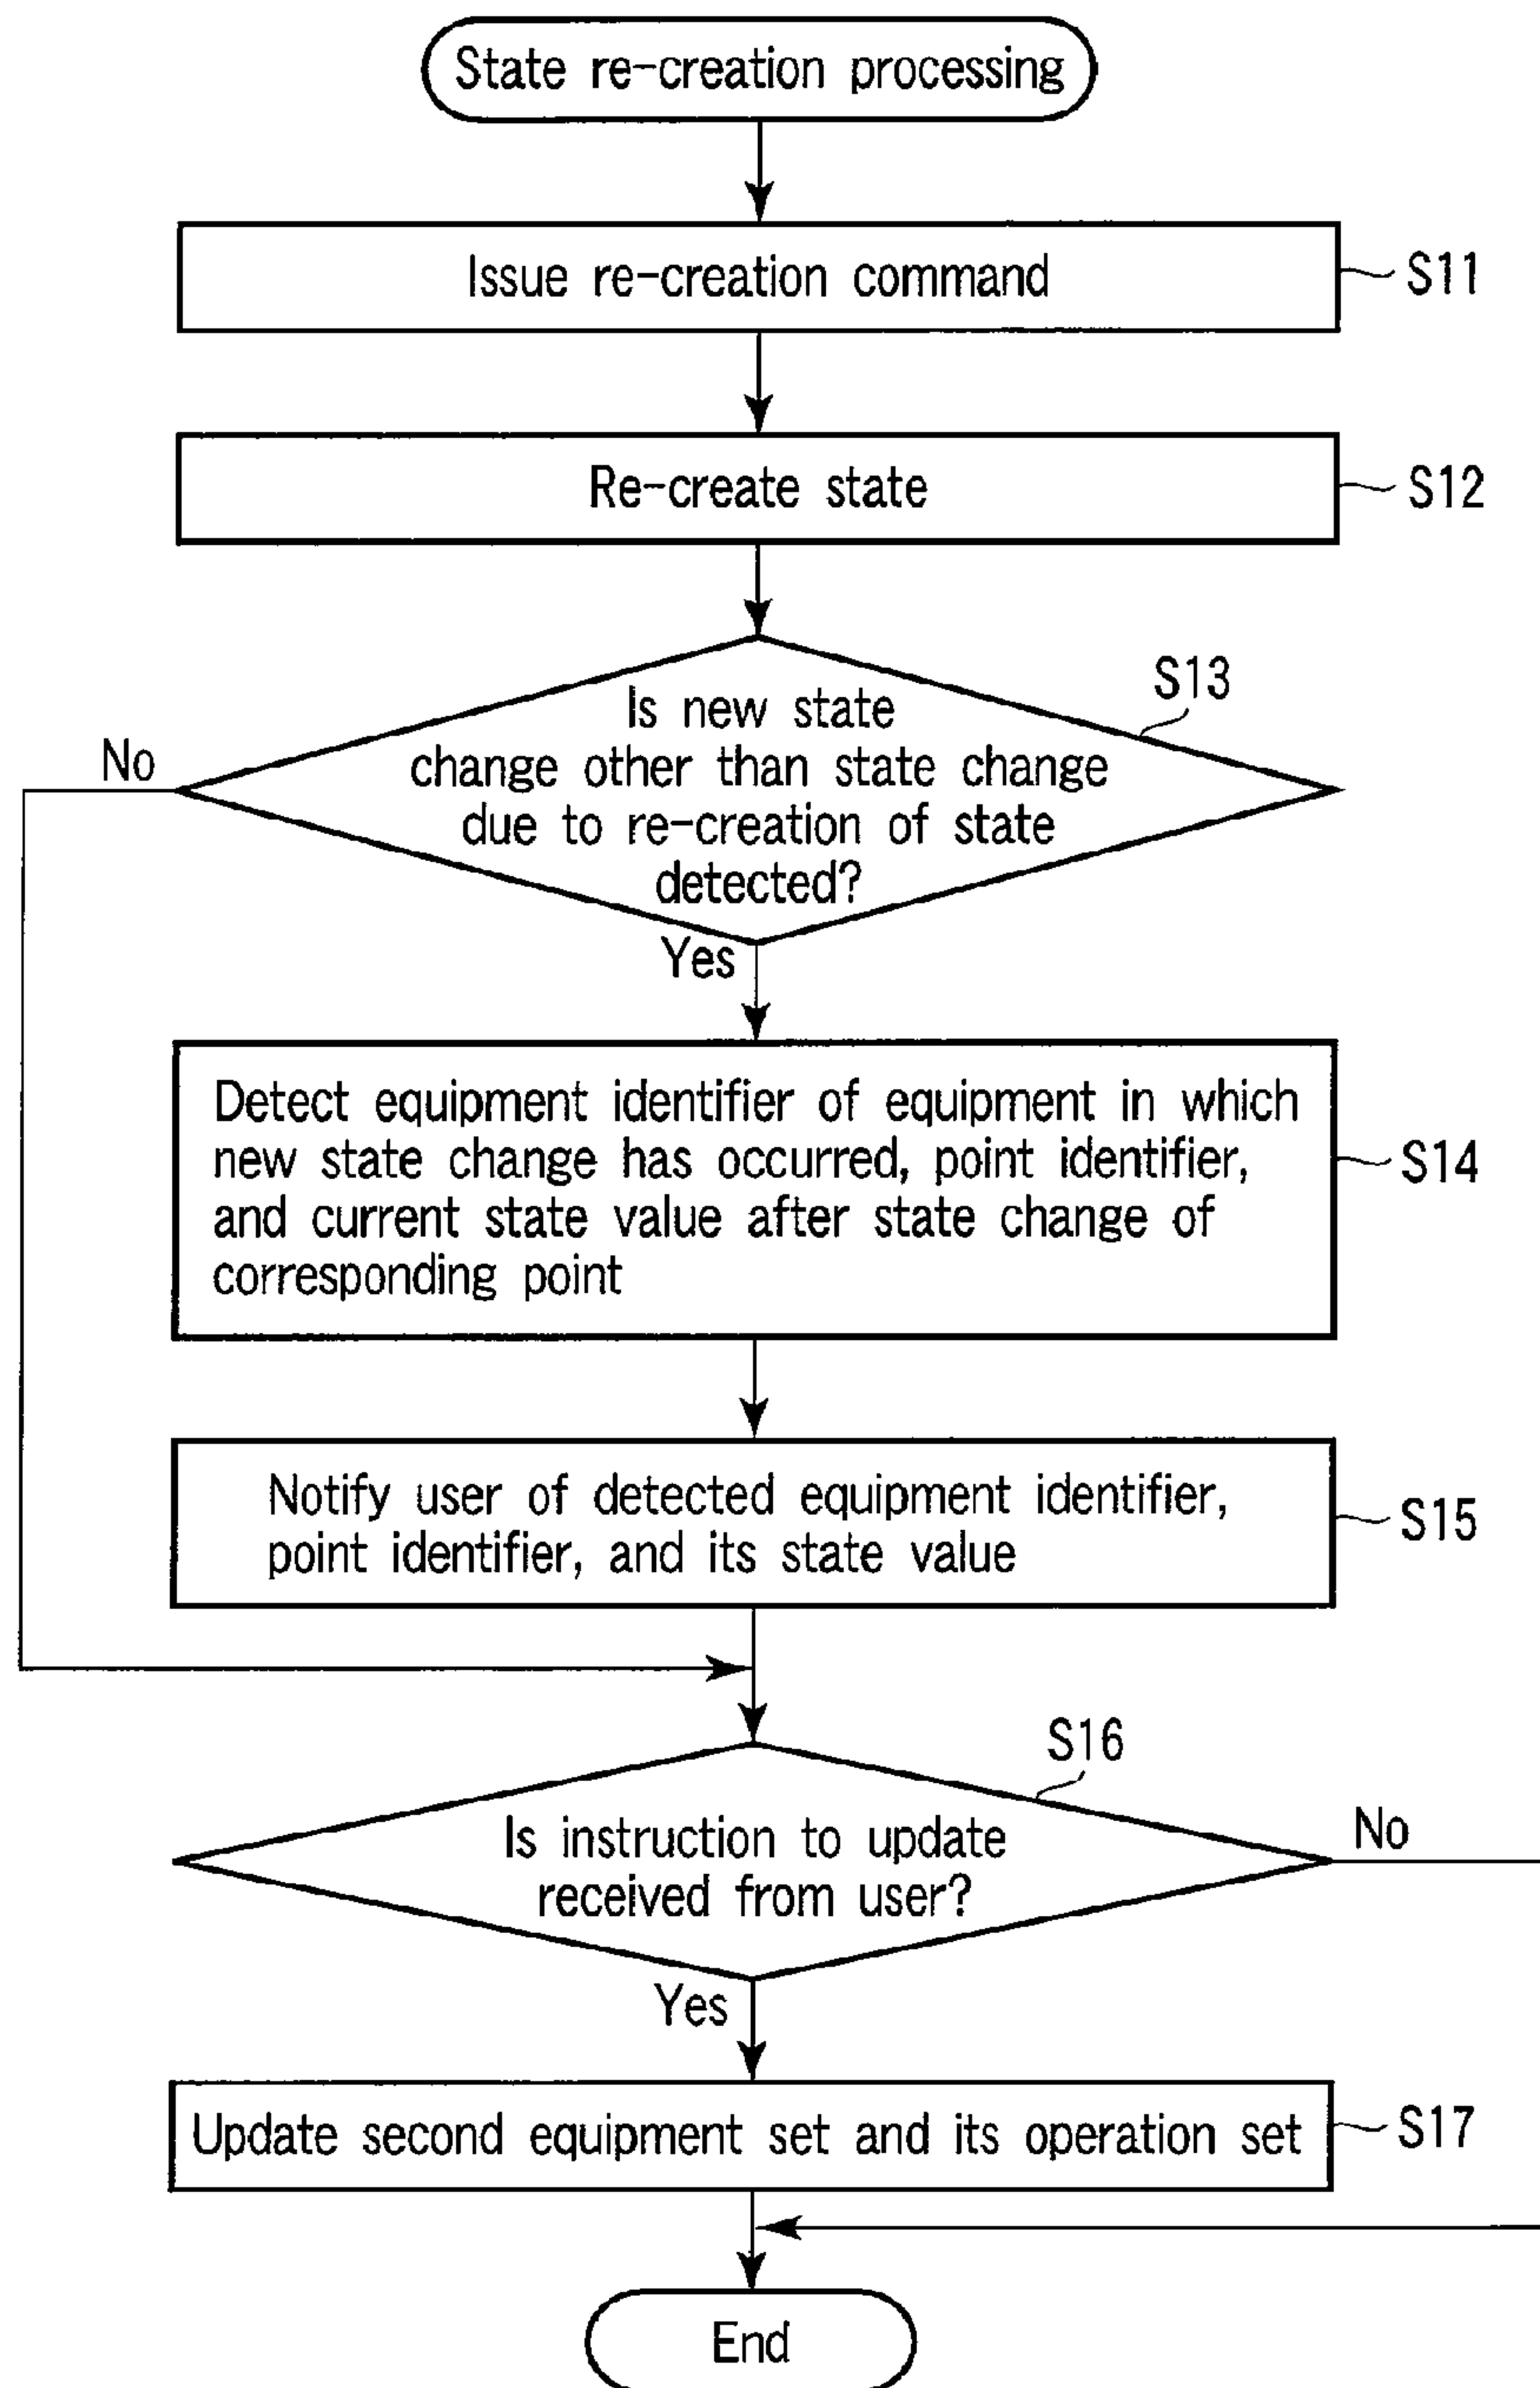 State re-creation processing
Issue re-creation command
S11
Re-create state
S12
S13
Is new state
change other than state change
due to re-creation of state
detected?
No
Yes
Detect equipment identifier of equipment in which
new state change has occurred, point identifier,
and current state value after state change of
corresponding point
S14
Notify user of detected equipment identifier,
point identifier, and its state value
S15
S16
Is instruction to update
received from user?
No
Yes
Update second equipment set and its operation set
S17
End